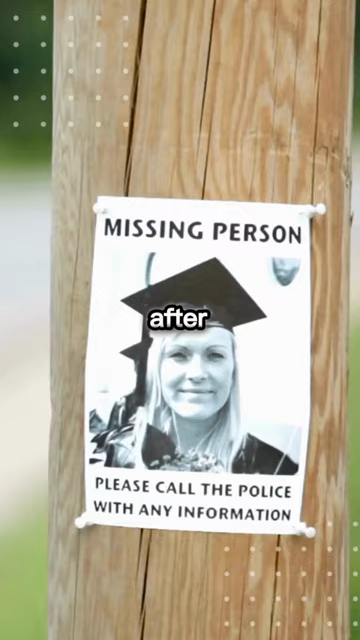 MISSING PERSON
after
PLEASE CALL THE POLICE
WITH ANY INFORMATION